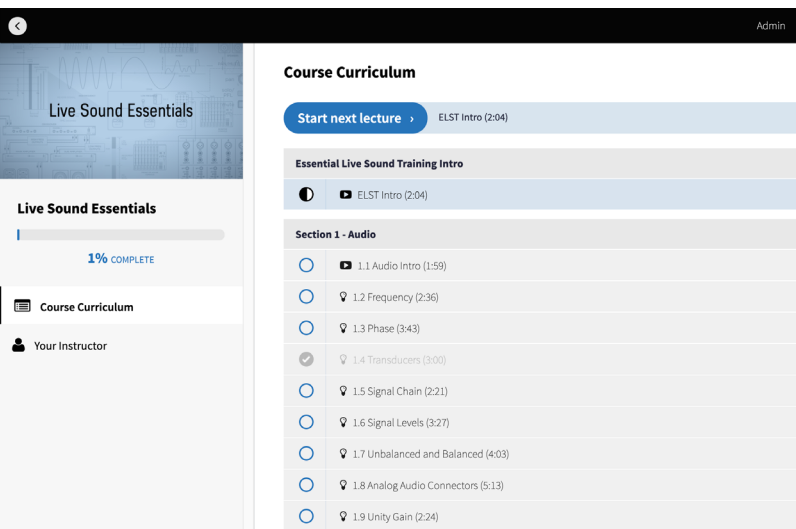 Admin
Live Sound Essentials
Live Sound Essentials
1% COMPLETE
Course Curriculum
Your Instructor
Course Curriculum
Start next lecture › ELST Intro (2:04)
Essential Live Sound Training Intro
ELST Intro (2:04)
Section 1 - Audio
1.1 Audio Intro (1:59)
1.2 Frequency (2:36)
1.3 Phase (3:43)
1.4 Transducers (3:00)
1.5 Signal Chain (2:21)
1.6 Signal Levels (3:27)
1.7 Unbalanced and Balanced (4:03)
1.8 Analog Audio Connectors (5:13)
1.9 Unity Gain (2:24)